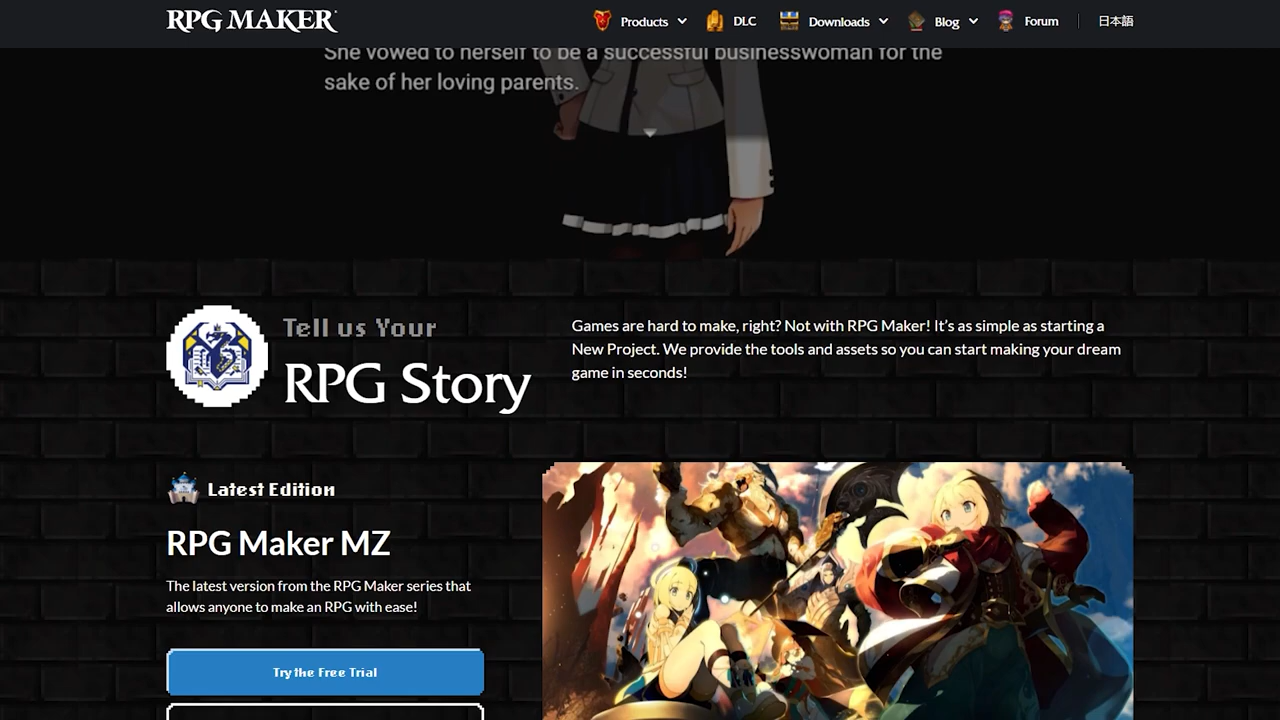 RPG MAKER
Products
DLC
Downloads
Blog
Forum
日本語
She vowed to herself to be a successful businesswoman for the
sake of her loving parents.
Tell us Your
RPG Story
Games are hard to make, right? Not with RPG Maker! It's as simple as starting a
New Project. We provide the tools and assets so you can start making your dream
game in seconds!
Latest Edition
RPG Maker MZ
The latest version from the RPG Maker series that
allows anyone to make an RPG with ease!
Try the Free Trial